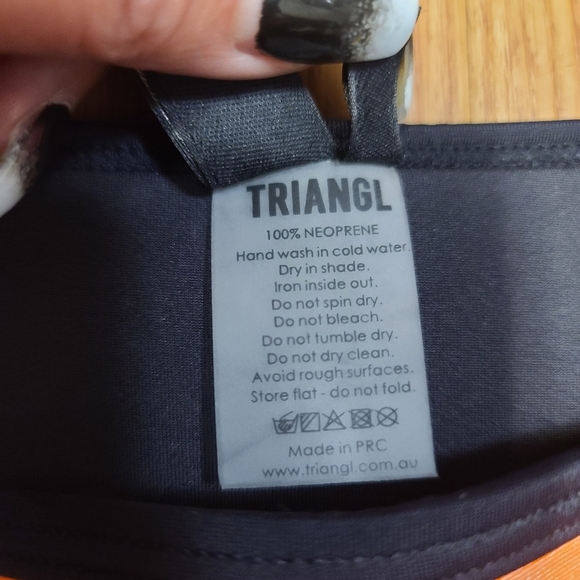 TRIANGL
100% NEOPRENE
Hand wash in cold water.
Dry in shade.
Iron inside out.
Do not spin dry.
Do not bleach.
Do not tumble dry.
Do not dry clean.
Avoid rough surfaces.
Store flat - do not fold.
Made in PRC
www.triangl.com.au